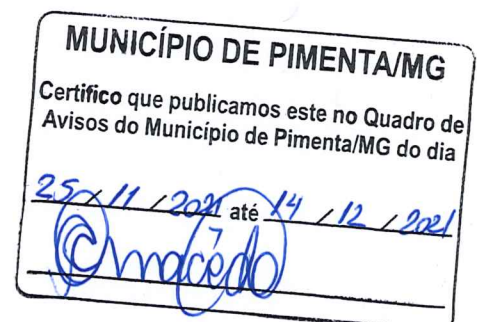 MUNICÍPIO DE PIMENTA/MG
Certifico que publicamos este no Quadro de
Avisos do Município de Pimenta/MG do dia
25 / 11 / 2021 até 14 / 12 / 2021
Cmacêdo